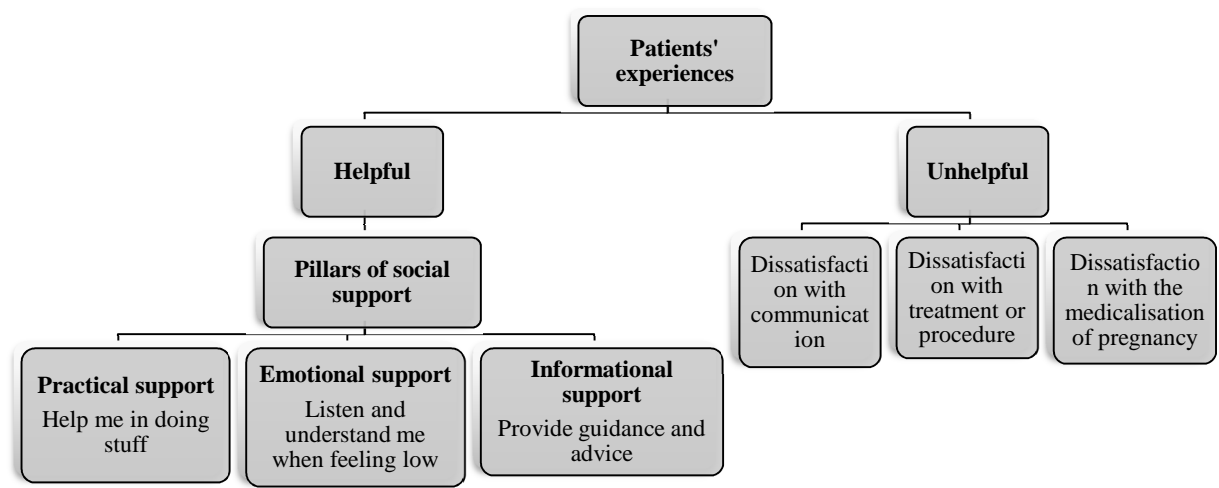 Patients'
experiences
Helpful
Unhelpful
Pillars of social
support
Dissatisfacti
on with
communicat
ion
Dissatisfacti
on with
treatment or
procedure
Dissatisfactio
n with the
medicalisation
of pregnancy
Practical support
Help me in doing
stuff
Emotional support
Listen and
understand me
when feeling low
Informational
support
Provide guidance and
advice